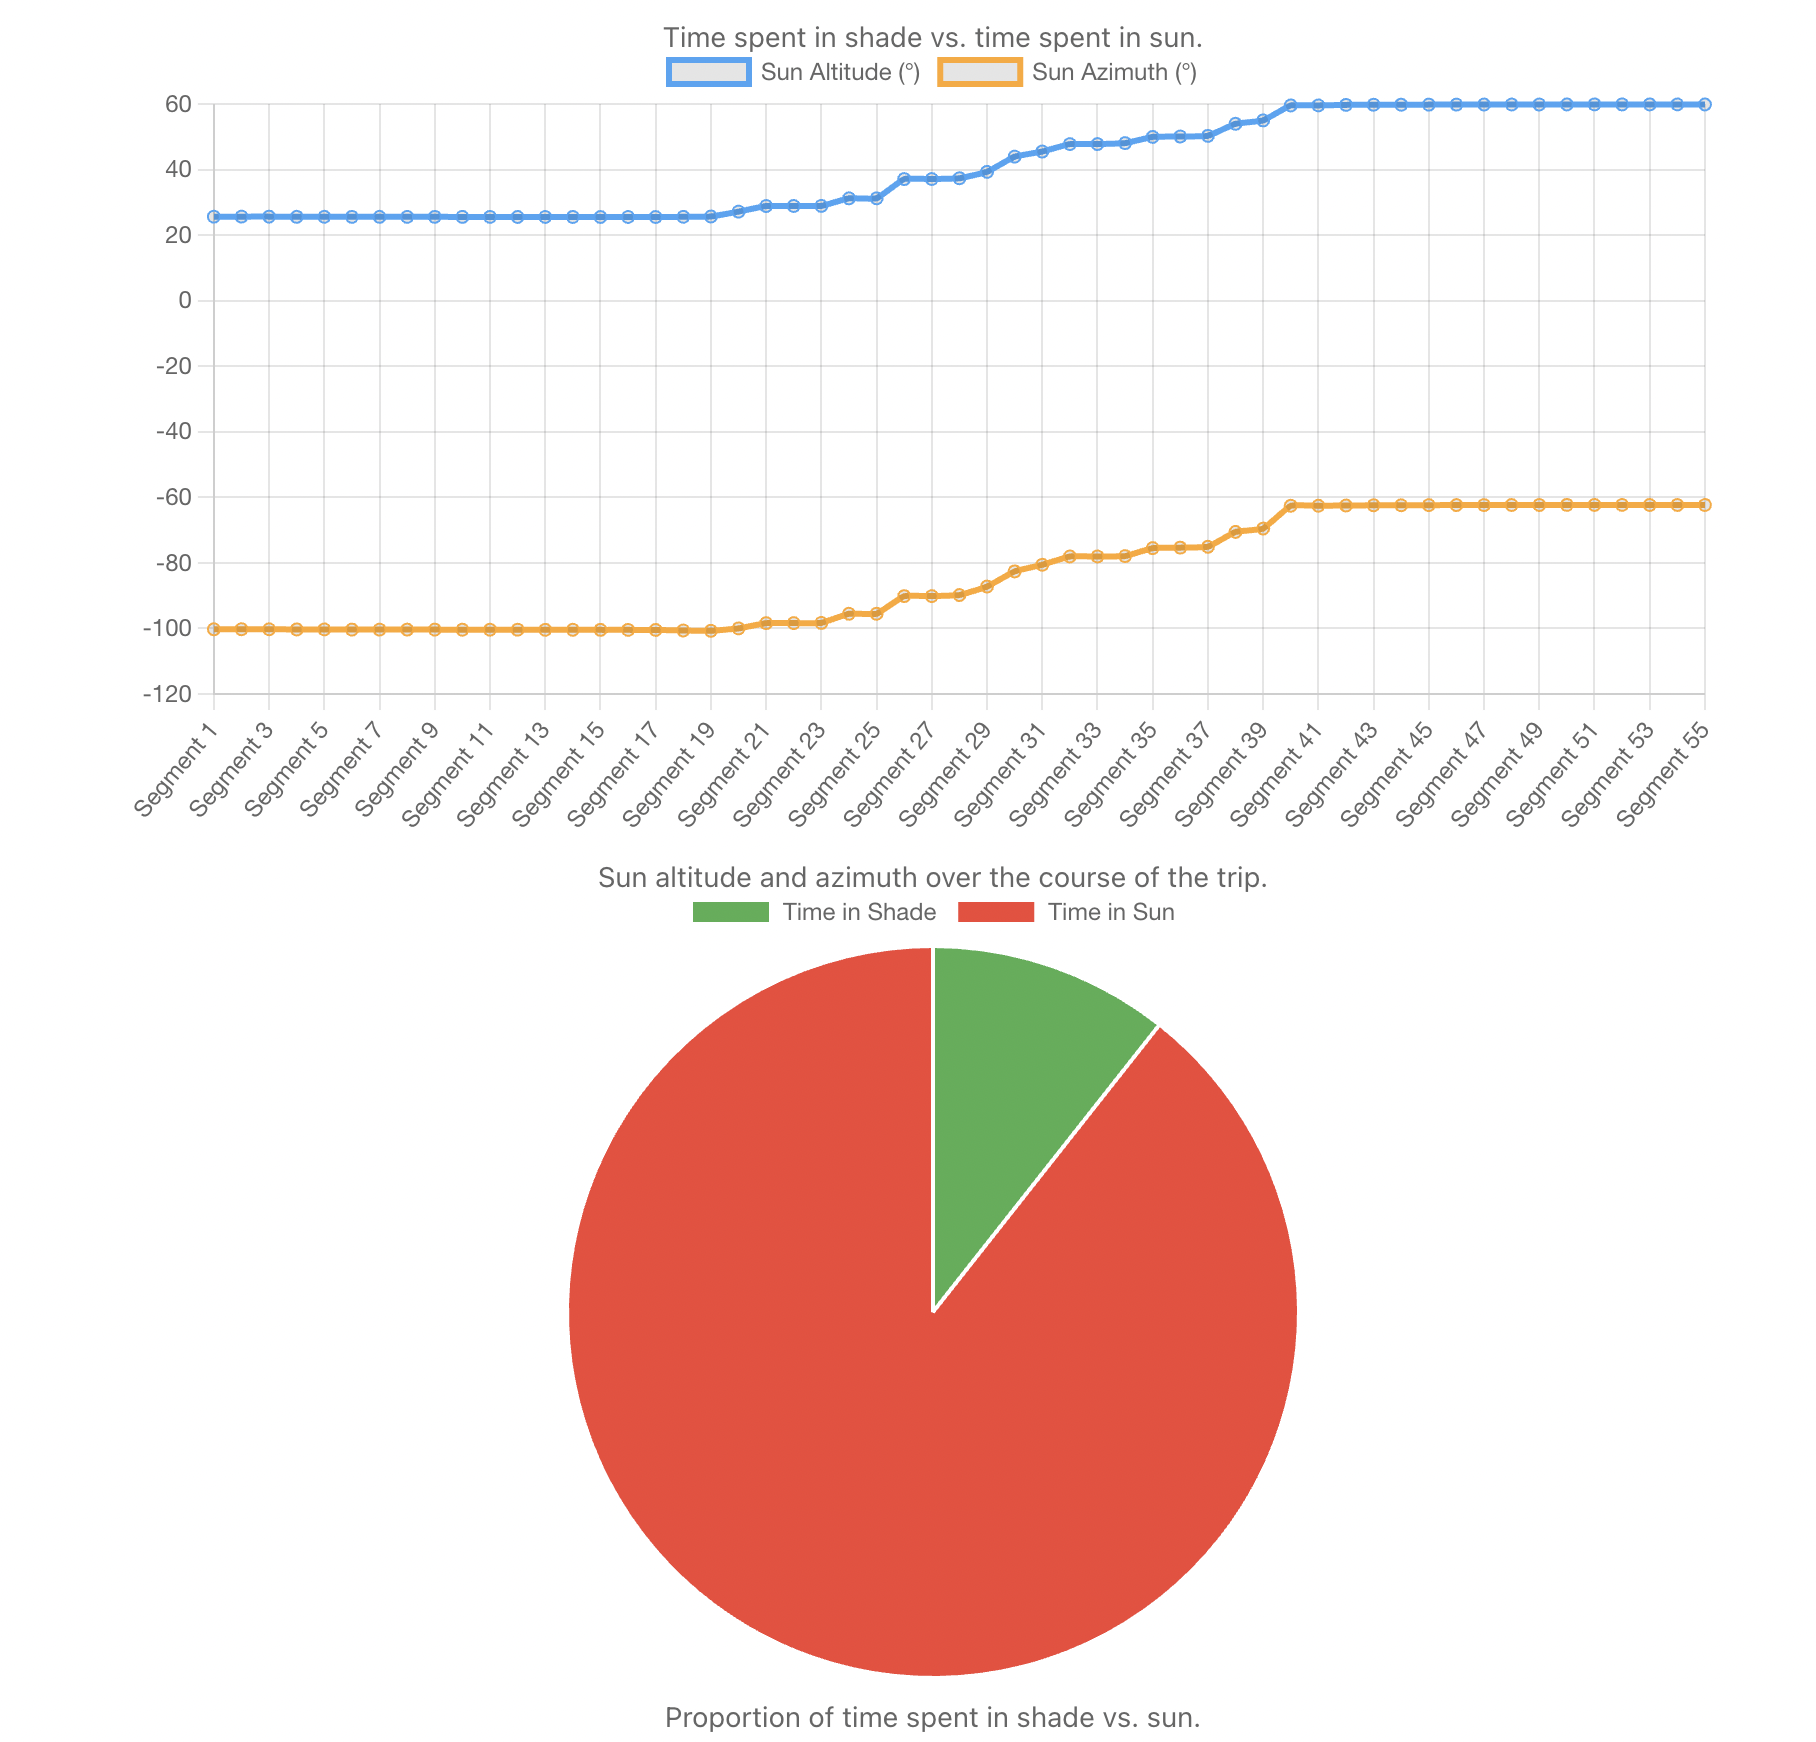 Time spent in shade vs. time spent in sun.
Sun Altitude (°) Sun Azimuth (°)
60
40
20
0
-20
-40
-60
-80
-100
-120
Segment 1
Segment 3
Segment 5
Segment 7
Segment 9
Segment 11
Segment 13
Segment 15
Segment 17
Segment 19
Segment 21
Segment 23
Segment 25
Segment 27
Segment 29
Segment 31
Segment 33
Segment 35
Segment 37
Segment 39
Segment 41
Segment 43
Segment 45
Segment 47
Segment 49
Segment 51
Segment 53
Segment 55
Sun altitude and azimuth over the course of the trip.
Time in Shade Time in Sun
Proportion of time spent in shade vs. sun.